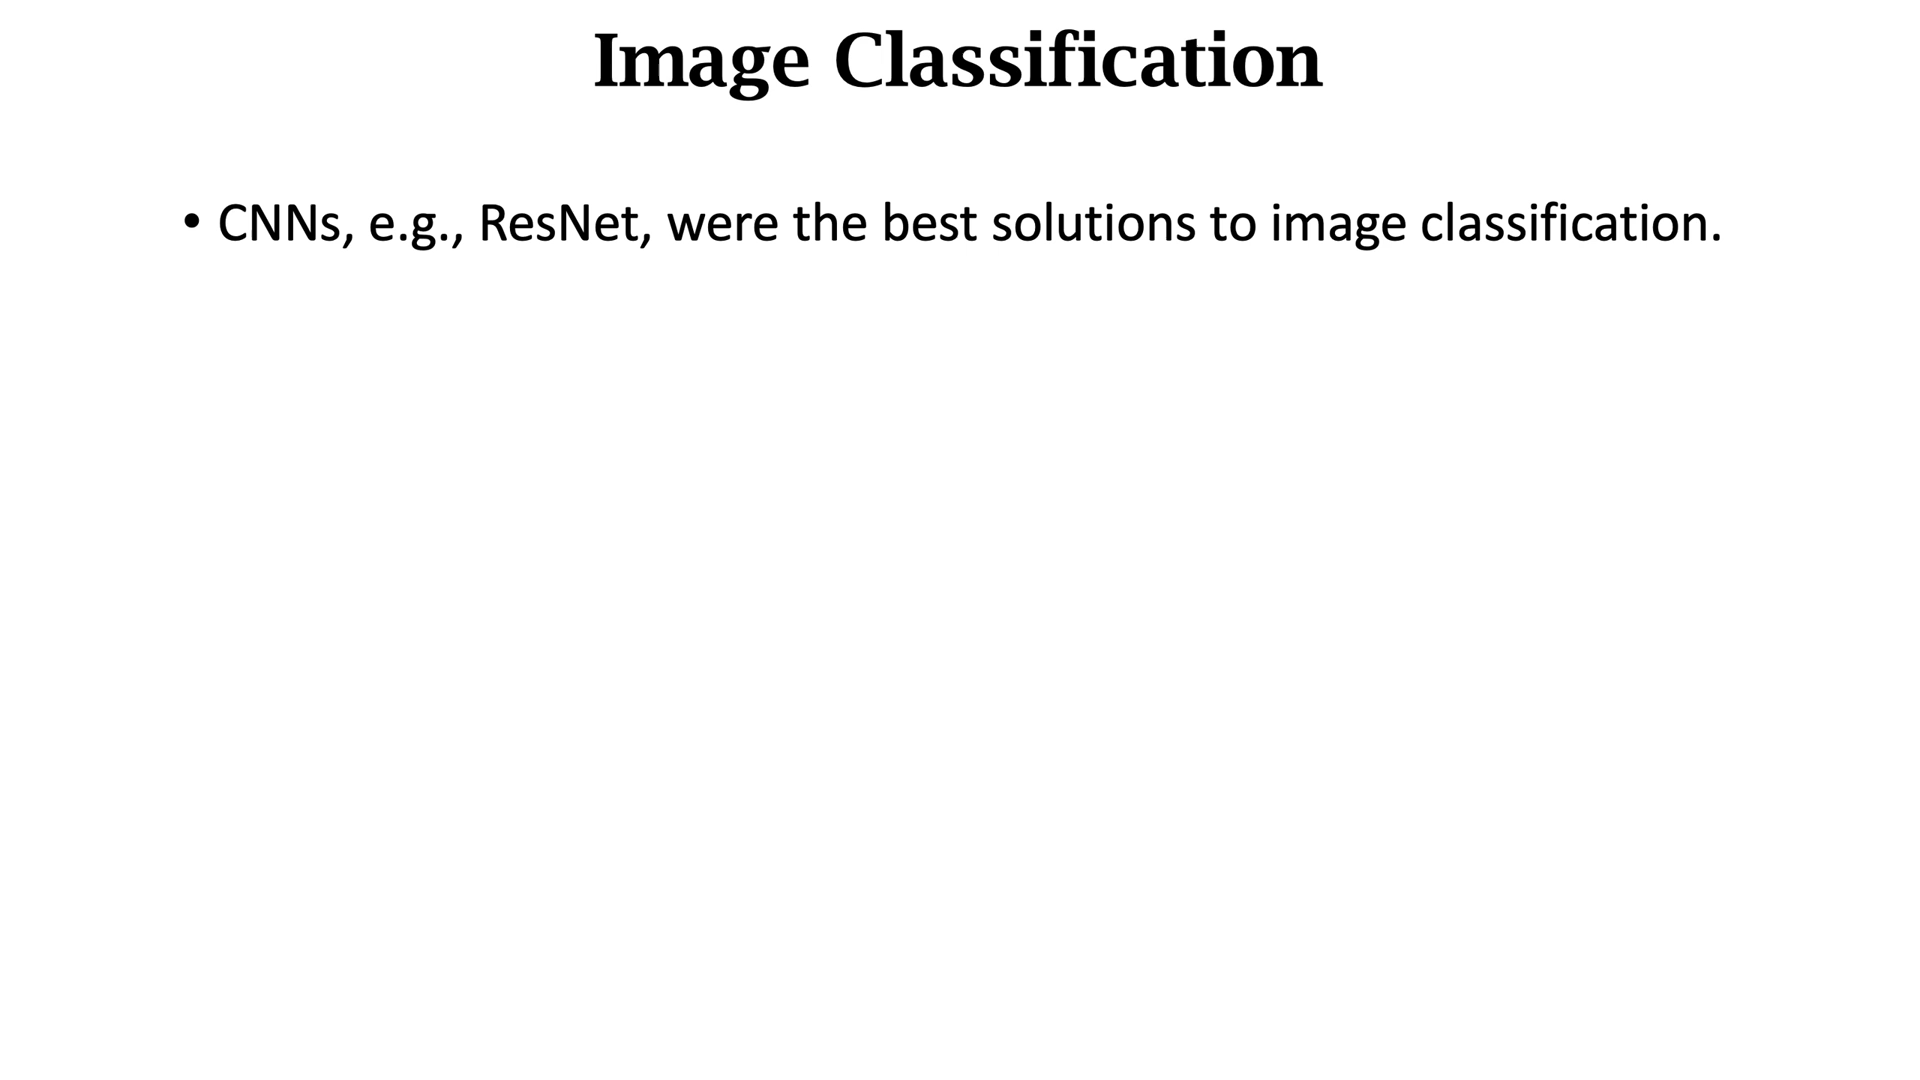 Image Classification
• CNNs, e.g., ResNet, were the best solutions to image classification.